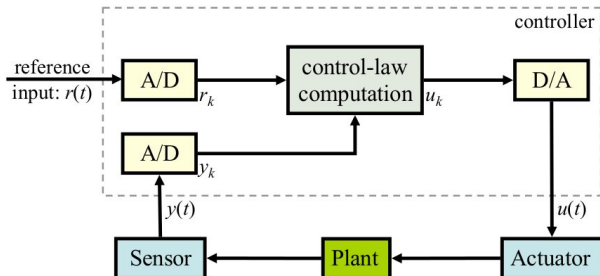 controller
reference
input: r(t)
A/D
r_k
control-law
computation
u_k
D/A
A/D
y_k
y(t)
u(t)
Sensor
Plant
Actuator